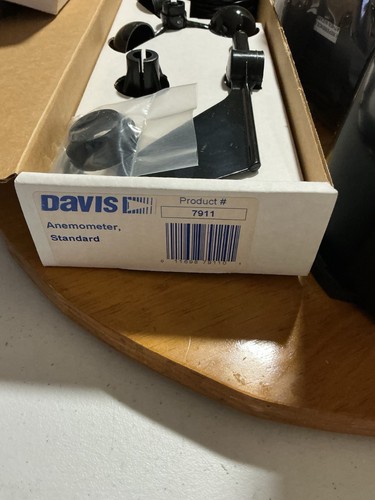 DAVIS
Product #
7911
Anemometer,
Standard